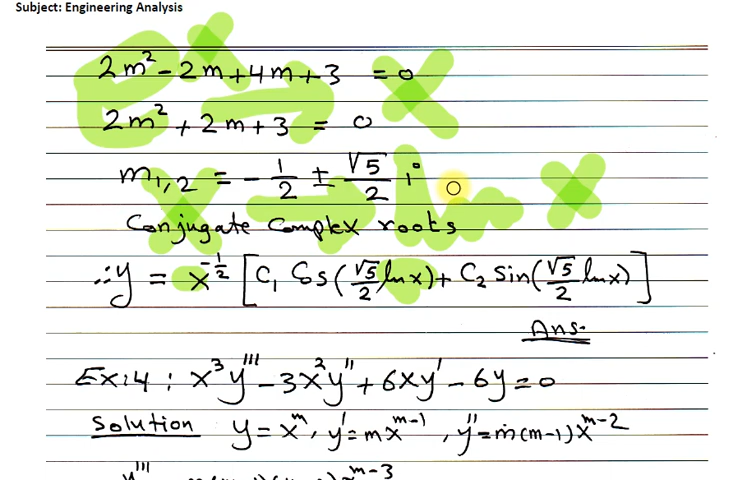 Subject: Engineering Analysis
2m² - 2m + 4m + 3 = 0
2m² + 2m + 3 = 0
m₁,₂ = -1/2 ± √5/2 i
Conjugate Complex roots
∴ y = x^(-1/2) [C₁ Cos(√5/2 ln x) + C₂ Sin(√5/2 ln x)]
Ans.
Ex:4 : x³y''' - 3x²y'' + 6xy' - 6y = 0
Solution y = x^m, y' = mx^(m-1), y'' = m(m-1)x^(m-2)